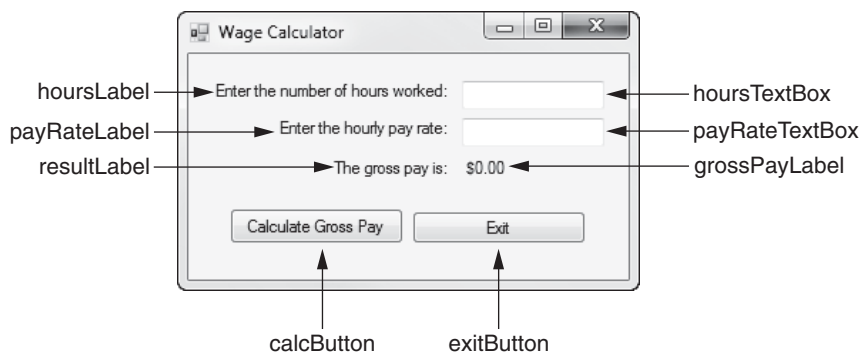 Wage Calculator
hoursLabel Enter the number of hours worked: hoursTextBox
payRateLabel Enter the hourly pay rate: payRateTextBox
resultLabel The gross pay is: $0.00 grossPayLabel
Calculate Gross Pay Exit
calcButton exitButton